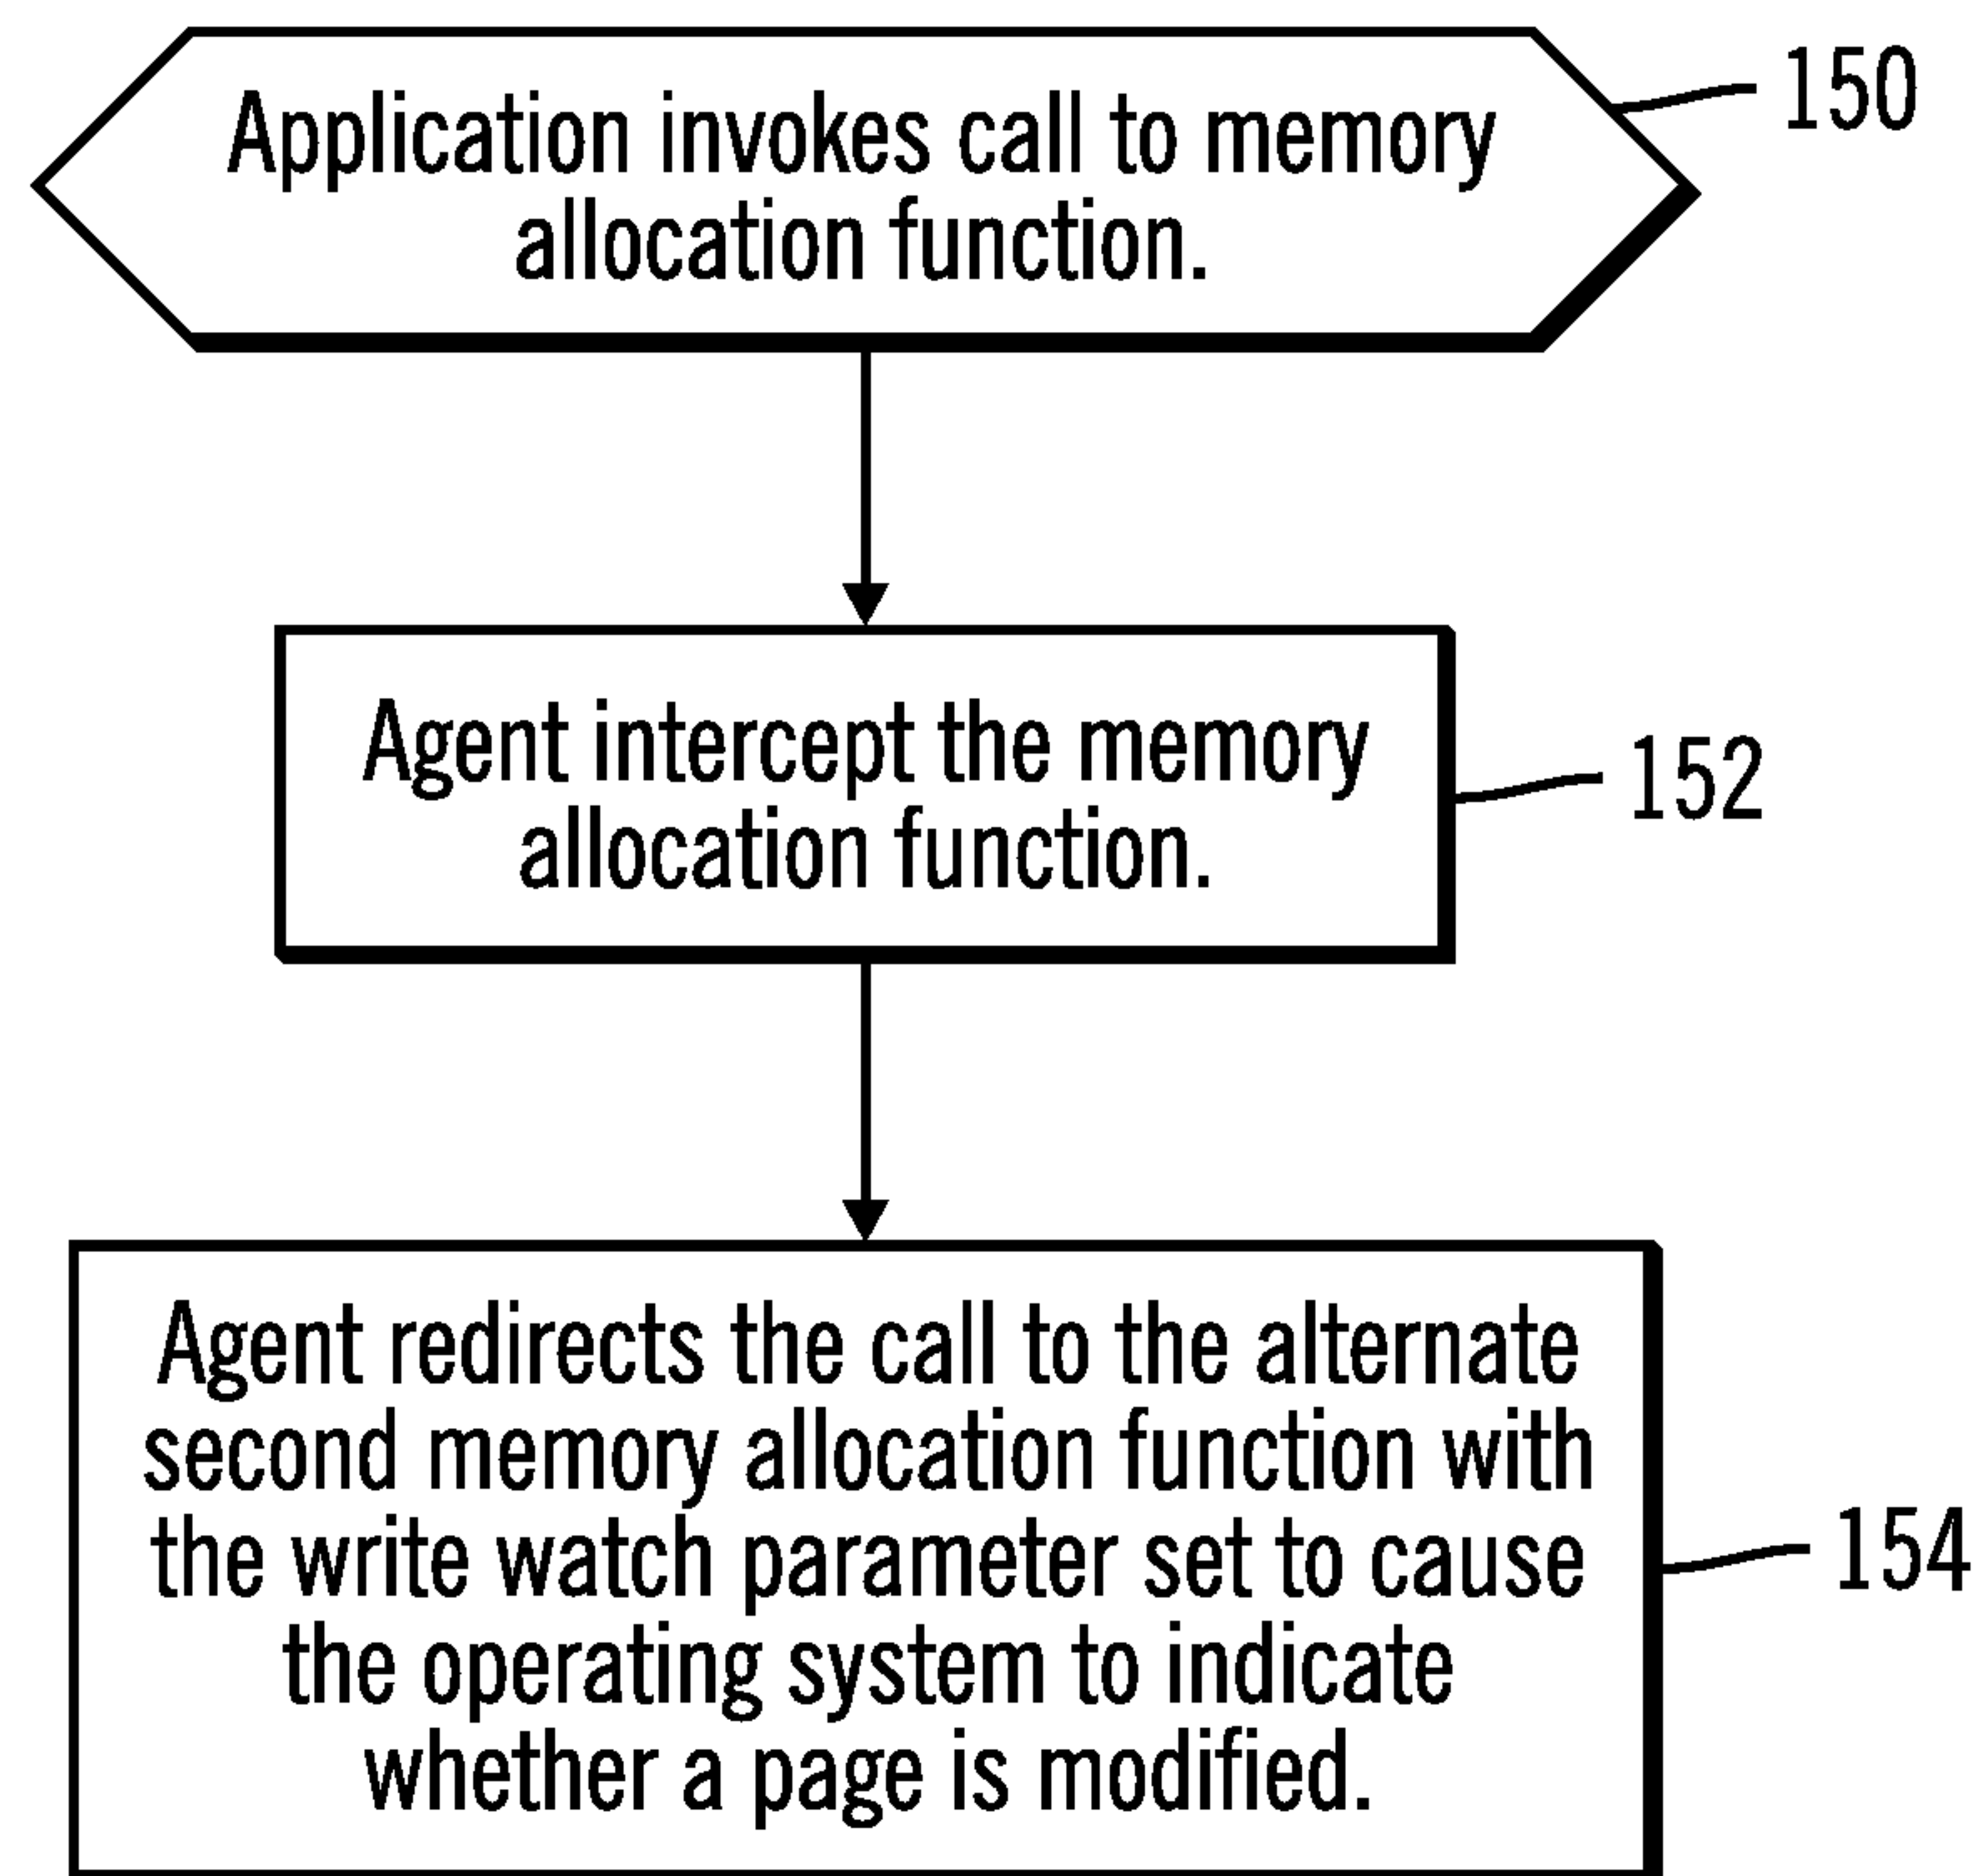 Application invokes call to memory
allocation function.
150
Agent intercept the memory
allocation function.
152
Agent redirects the call to the alternate
second memory allocation function with
the write watch parameter set to cause
the operating system to indicate
whether a page is modified.
154